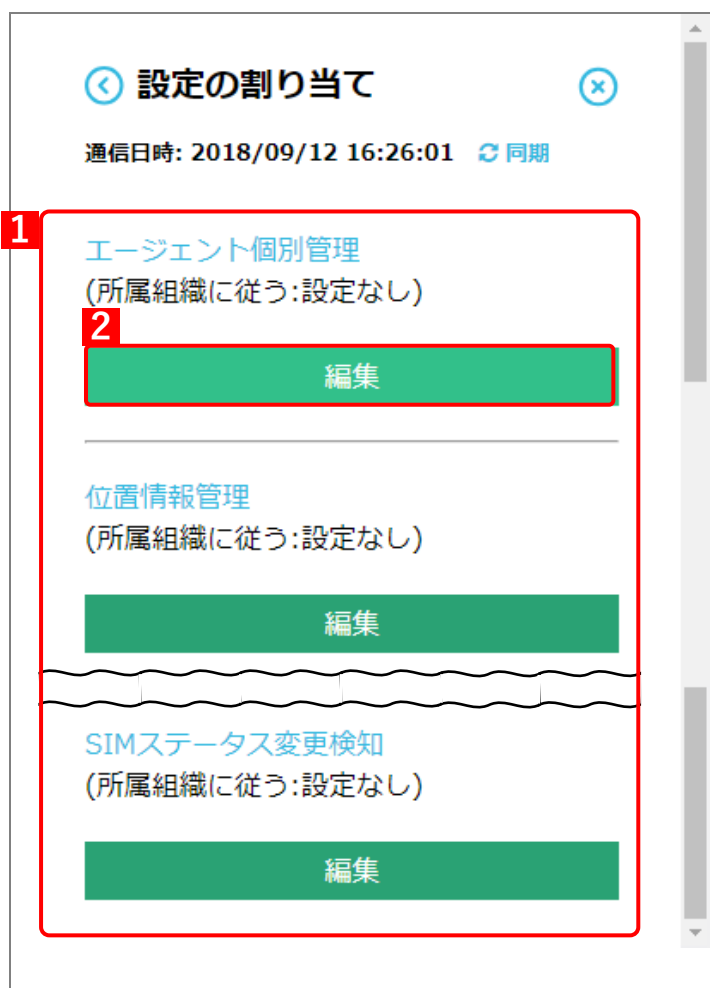 設定の割り当て
通信日時: 2018/09/12 16:26:01 同期
1
エージェント個別管理
(所属組織に従う:設定なし)
2
編集
位置情報管理
(所属組織に従う:設定なし)
編集
SIMステータス変更検知
(所属組織に従う:設定なし)
編集